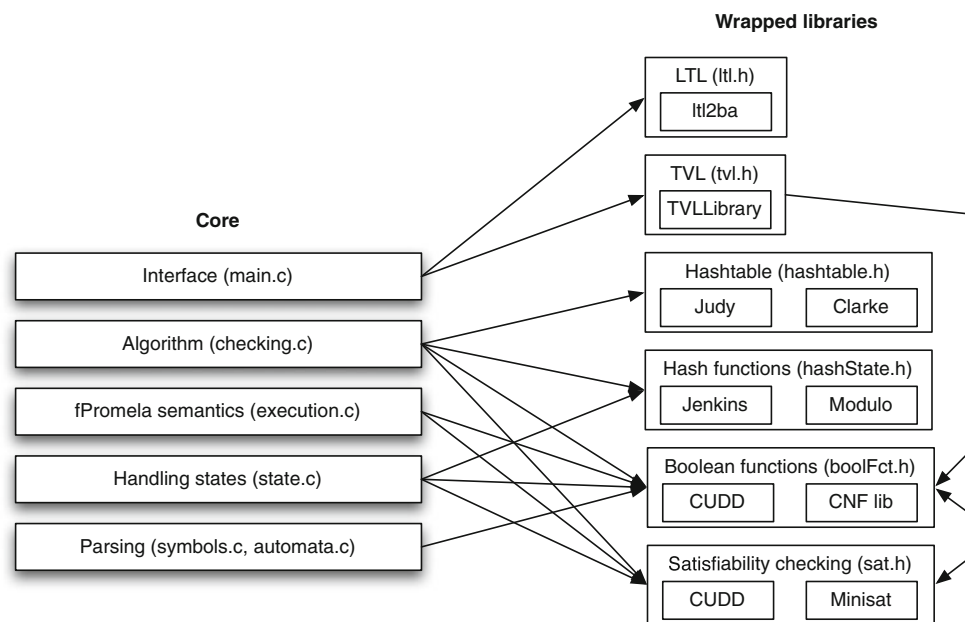 Wrapped libraries
LTL (ltl.h)
ltl2ba
TVL (tvl.h)
TVLLibrary
Core
Interface (main.c)
Hashtable (hashtable.h)
Judy Clarke
Algorithm (checking.c)
Hash functions (hashState.h)
Jenkins Modulo
fPromela semantics (execution.c)
Handling states (state.c)
Boolean functions (boolFct.h)
CUDD CNF lib
Parsing (symbols.c, automata.c)
Satisfiability checking (sat.h)
CUDD Minisat